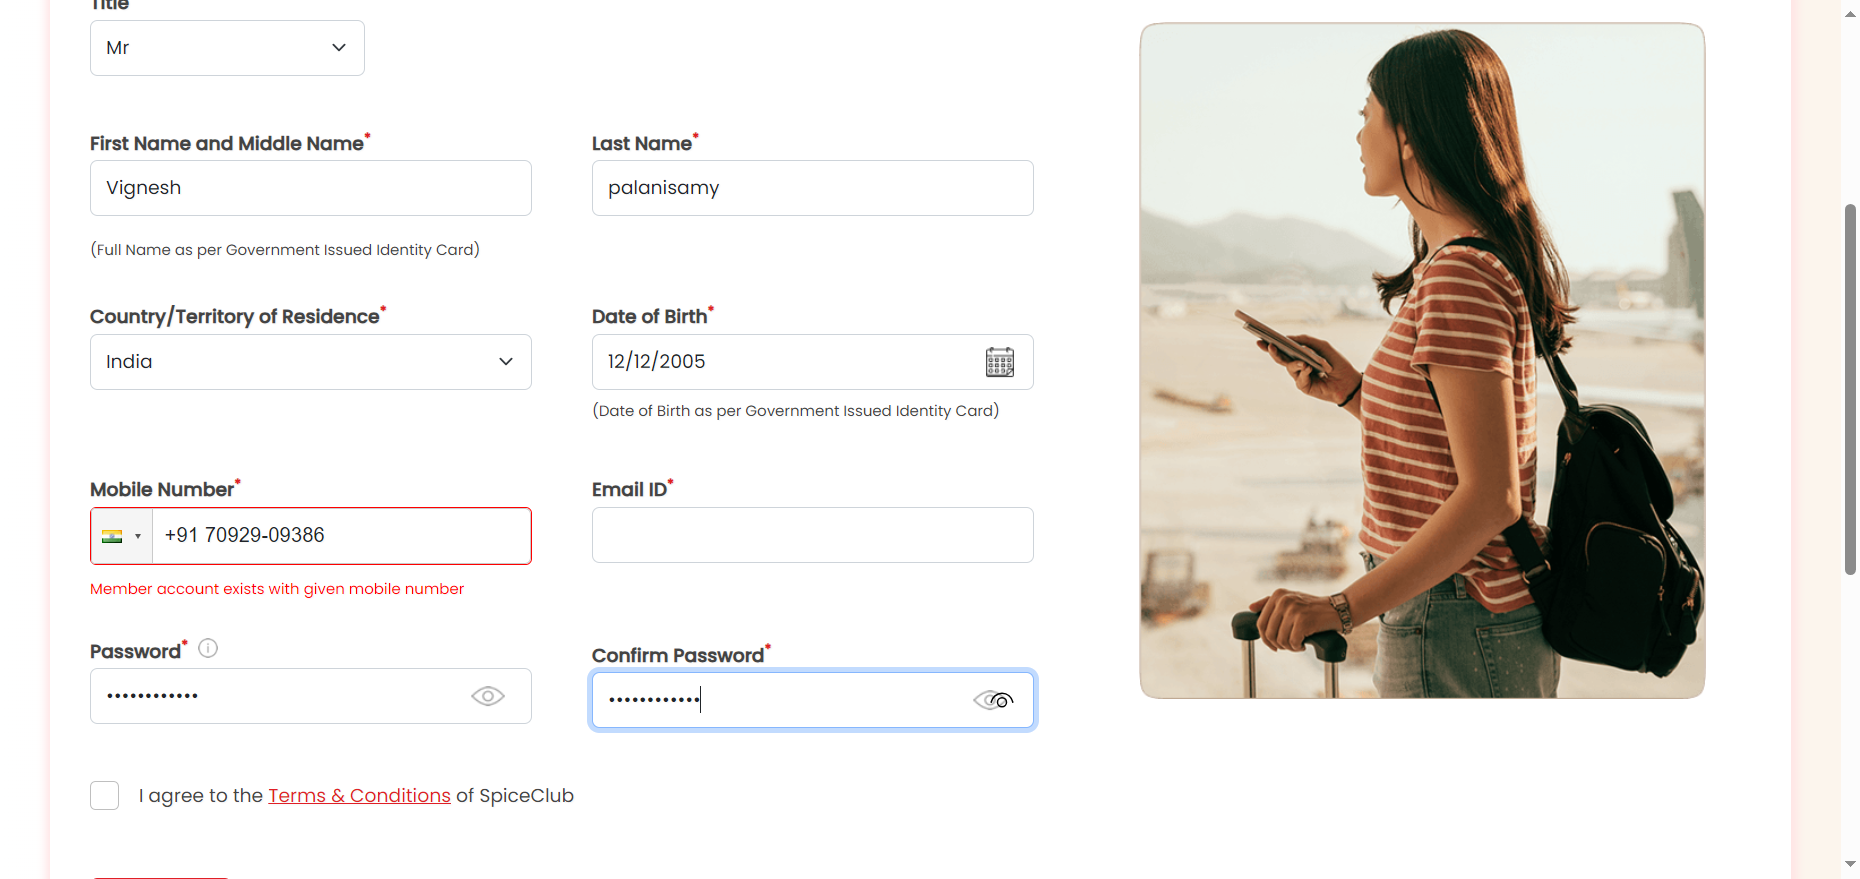 Title
Mr
First Name and Middle Name*
Last Name*
Vignesh
palanisamy
(Full Name as per Government Issued Identity Card)
Country/Territory of Residence*
Date of Birth*
India
12/12/2005
(Date of Birth as per Government Issued Identity Card)
Mobile Number*
Email ID*
+91 70929-09386
Member account exists with given mobile number
Password*
Confirm Password*
••••••••••••
••••••••••••
I agree to the Terms & Conditions of SpiceClub